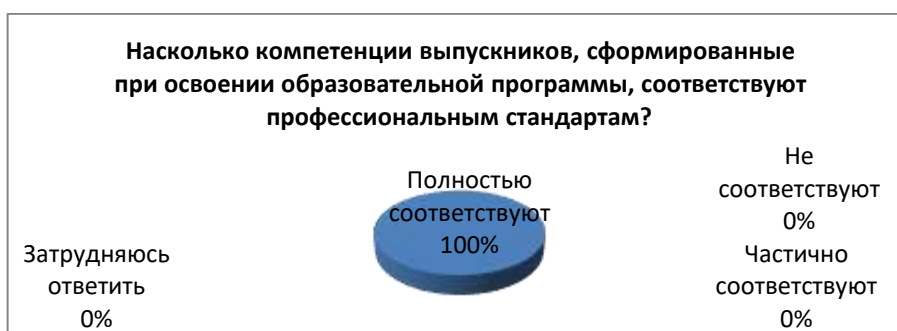 Насколько компетенции выпускников, сформированные
при освоении образовательной программы, соответствуют
профессиональным стандартам?
Полностью
соответствуют
100%
Не
соответствуют
0%
Частично
соответствуют
0%
Затрудняюсь
ответить
0%